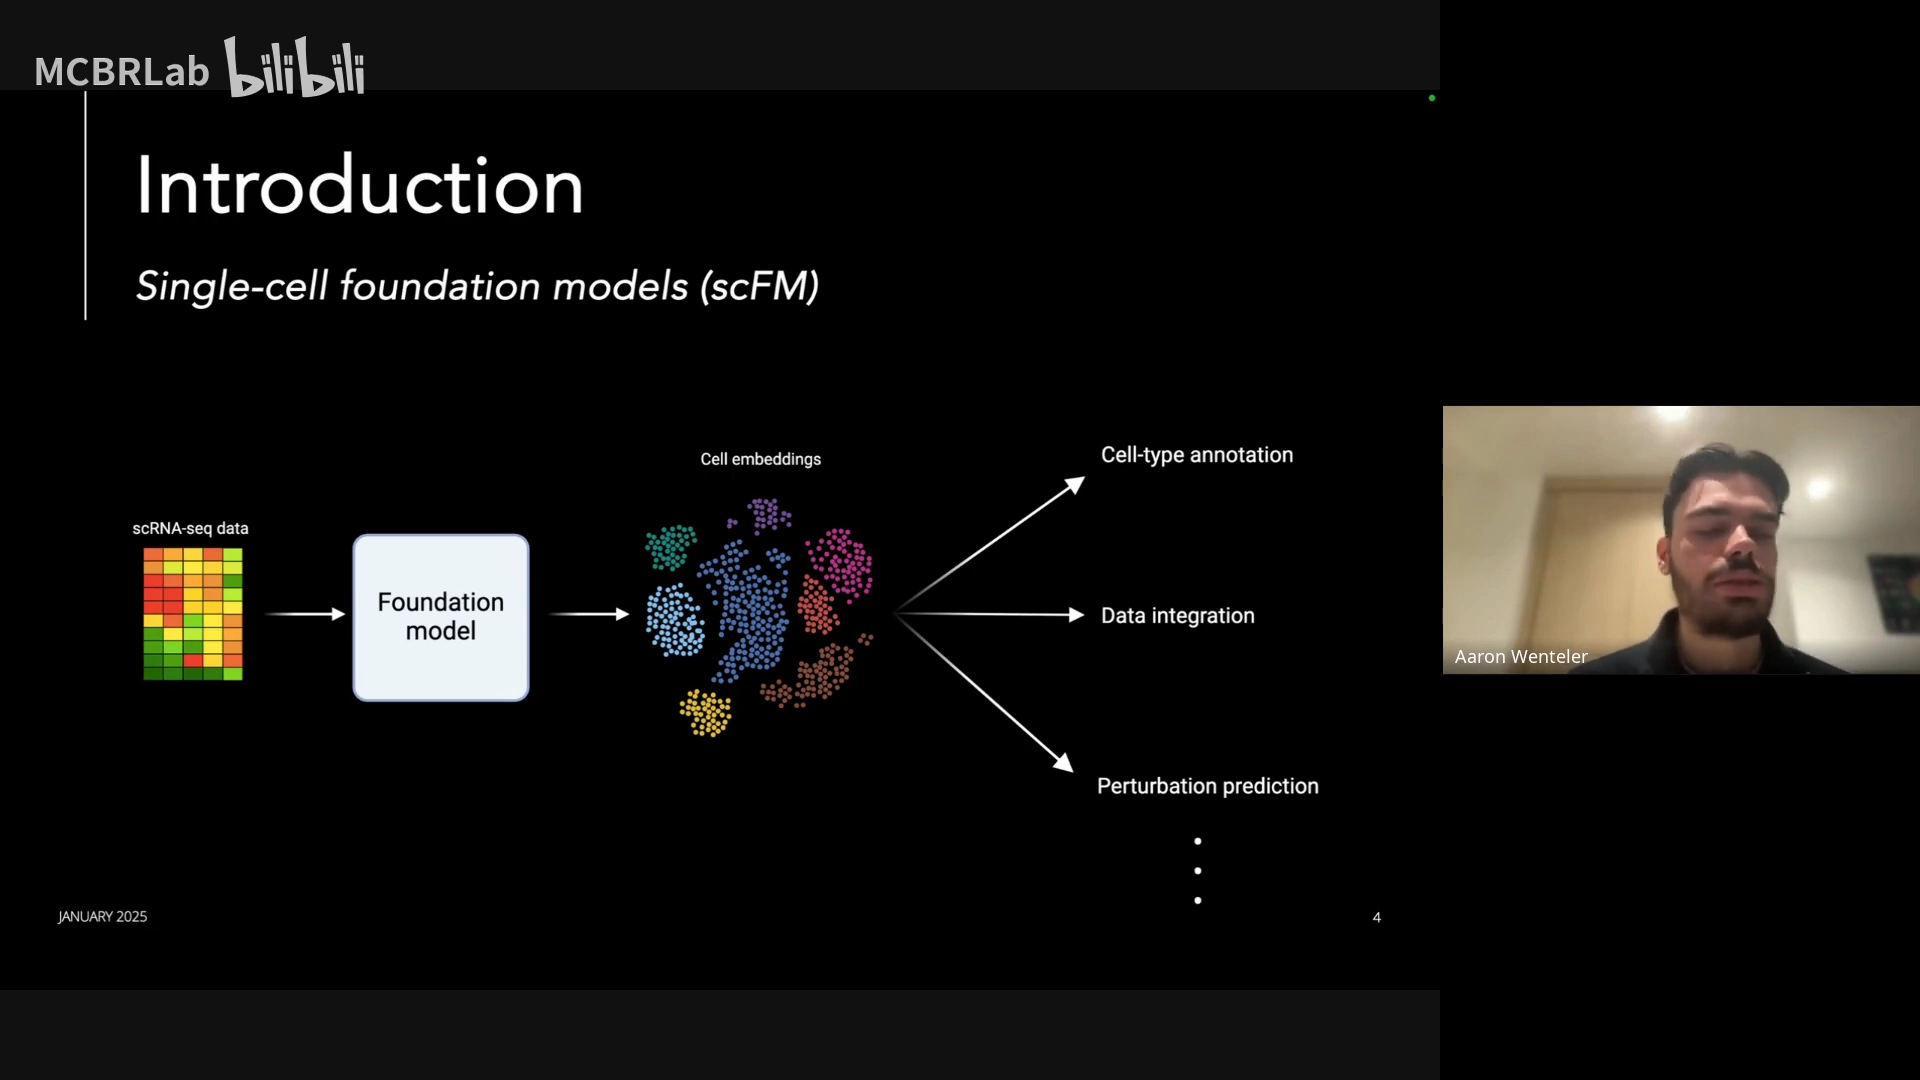 MCBRLab bilibili
Introduction
Single-cell foundation models (scFM)
scRNA-seq data
Foundation
model
Cell embeddings
Cell-type annotation
Data integration
Perturbation prediction
JANUARY 2025
4
Aaron Wenteler